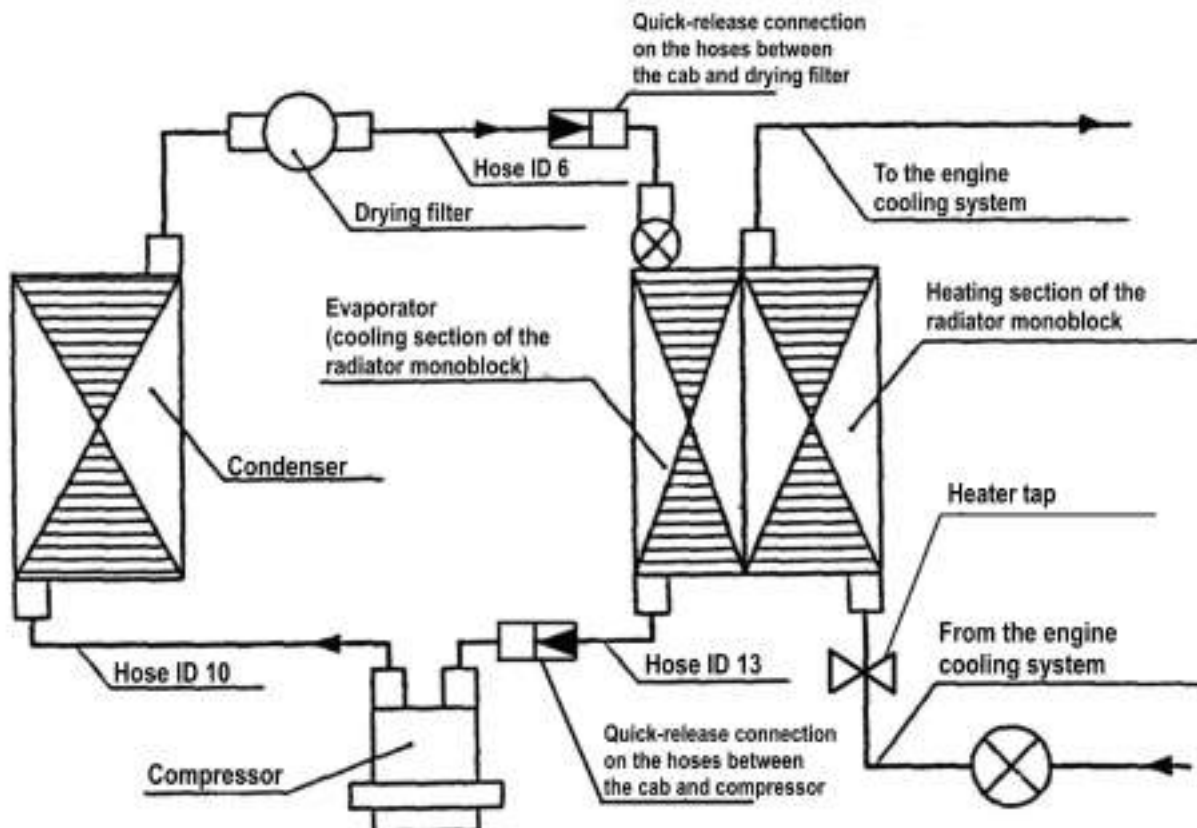 Quick-release connection
on the hoses between
the cab and drying filter
Hose ID 6
Drying filter
To the engine
cooling system
Evaporator
(cooling section of the
radiator monoblock)
Heating section of the
radiator monoblock
Condenser
Heater tap
From the engine
cooling system
Hose ID 10
Hose ID 13
Quick-release connection
on the hoses between
the cab and compressor
Compressor